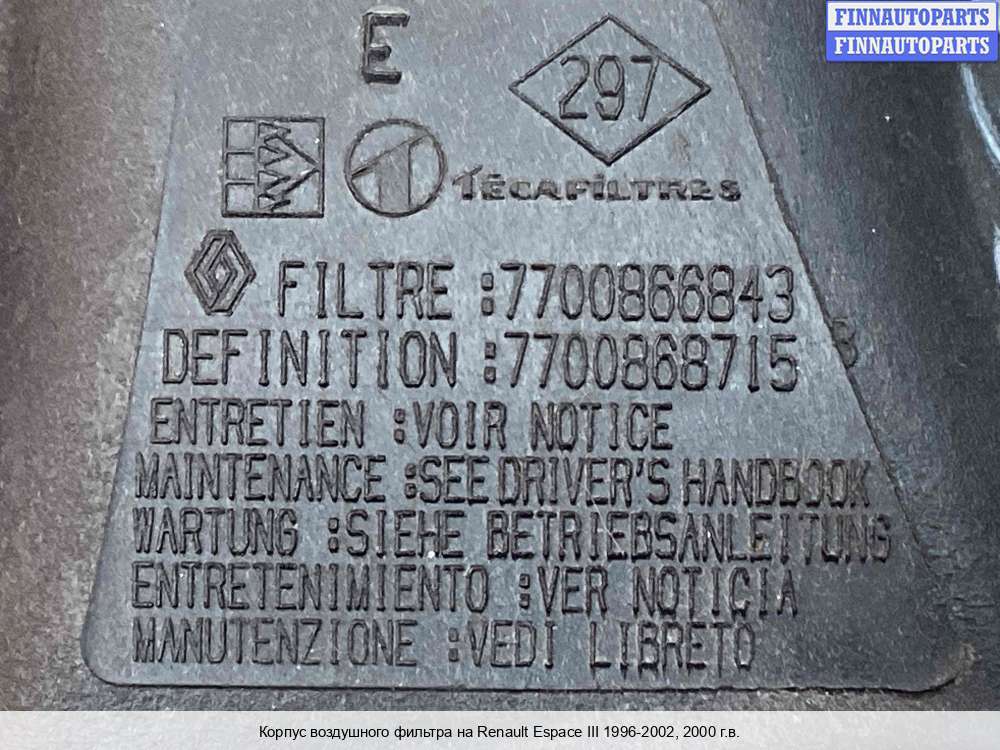 FINNAUTOPARTS
FINNAUTOPARTS
E
297
TÉCAFILTRES
FILTRE :7700866843
DEFINITION :7700868715
B
ENTRETIEN :VOIR NOTICE
MAINTENANCE :SEE DRIVER'S HANDBOOK
WARTUNG :SIEHE BETRIEBSANLEITUNG
ENTRETENIMIENTO :VER NOTICIA
MANUTENZIONE :VEDI LIBRETO
Корпус воздушного фильтра на Renault Espace III 1996-2002, 2000 г.в.